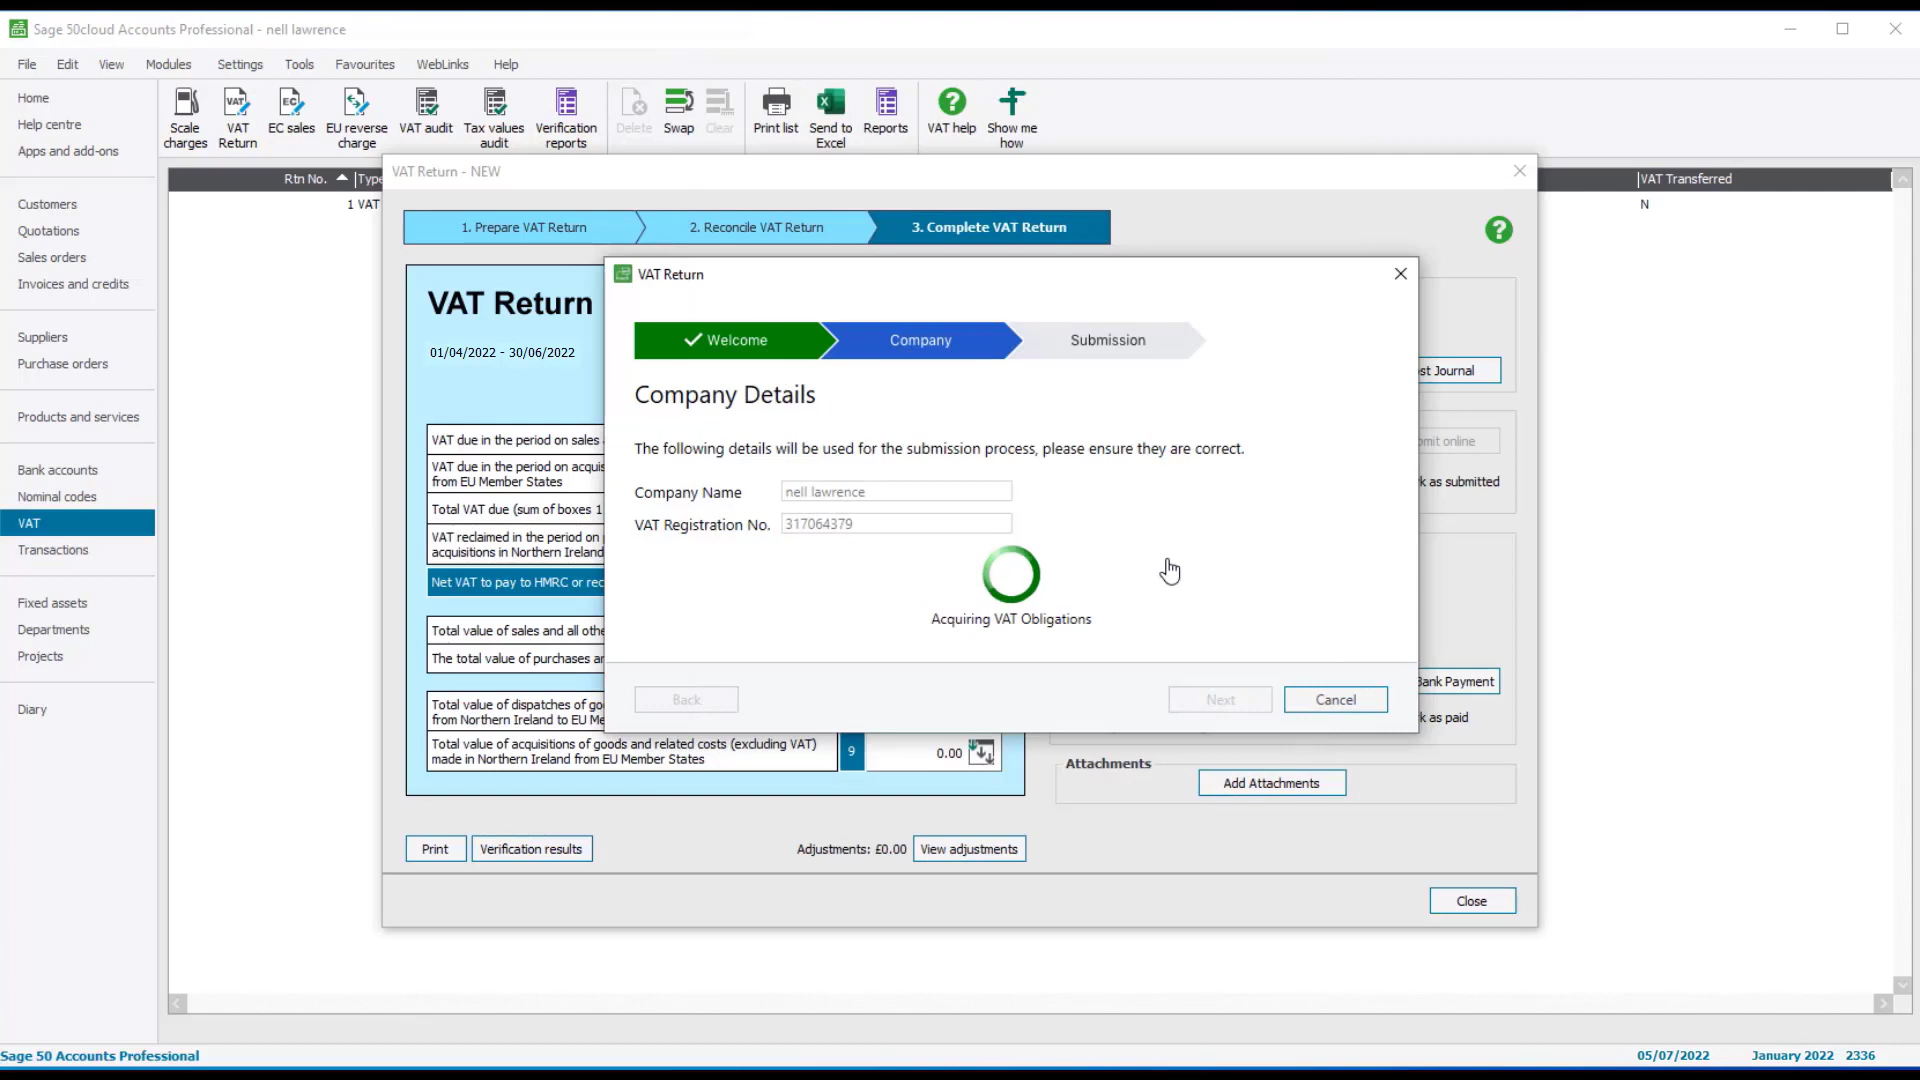 Sage 50cloud Accounts Professional - nell lawrence
File Edit View Modules Settings Tools Favourites WebLinks Help
Home
Help centre
Apps and add-ons
Customers
Quotations
Sales orders
Invoices and credits
Suppliers
Purchase orders
Products and services
Bank accounts
Nominal codes
VAT
Transactions
Fixed assets
Departments
Projects
Diary
Scale charges
VAT Return
EC sales
EU reverse charge
VAT audit
Tax values audit
Verification reports
Delete
Swap
Clear
Print list
Send to Excel
Reports
VAT help
Show me how
Rtn No. Type
VAT Transferred
1 VAT
N
VAT Return - NEW
1. Prepare VAT Return
2. Reconcile VAT Return
3. Complete VAT Return
VAT Return
01/04/2022 - 30/06/2022
VAT due in the period on sales
VAT due in the period on acquis
from EU Member States
Total VAT due (sum of boxes 1
VAT reclaimed in the period on
acquisitions in Northern Ireland
Net VAT to pay to HMRC or rec
Total value of sales and all othe
The total value of purchases an
Total value of dispatches of go
from Northern Ireland to EU Me
Total value of acquisitions of goods and related costs (excluding VAT)
made in Northern Ireland from EU Member States
9
0.00
VAT Return
Welcome
Company
Submission
Company Details
The following details will be used for the submission process, please ensure they are correct.
Company Name nell lawrence
VAT Registration No. 317064379
Acquiring VAT Obligations
Back
Next
Cancel
st Journal
mit online
k as submitted
Bank Payment
k as paid
Attachments
Add Attachments
Print
Verification results
Adjustments: £0.00
View adjustments
Close
Sage 50 Accounts Professional
05/07/2022
January 2022
2336